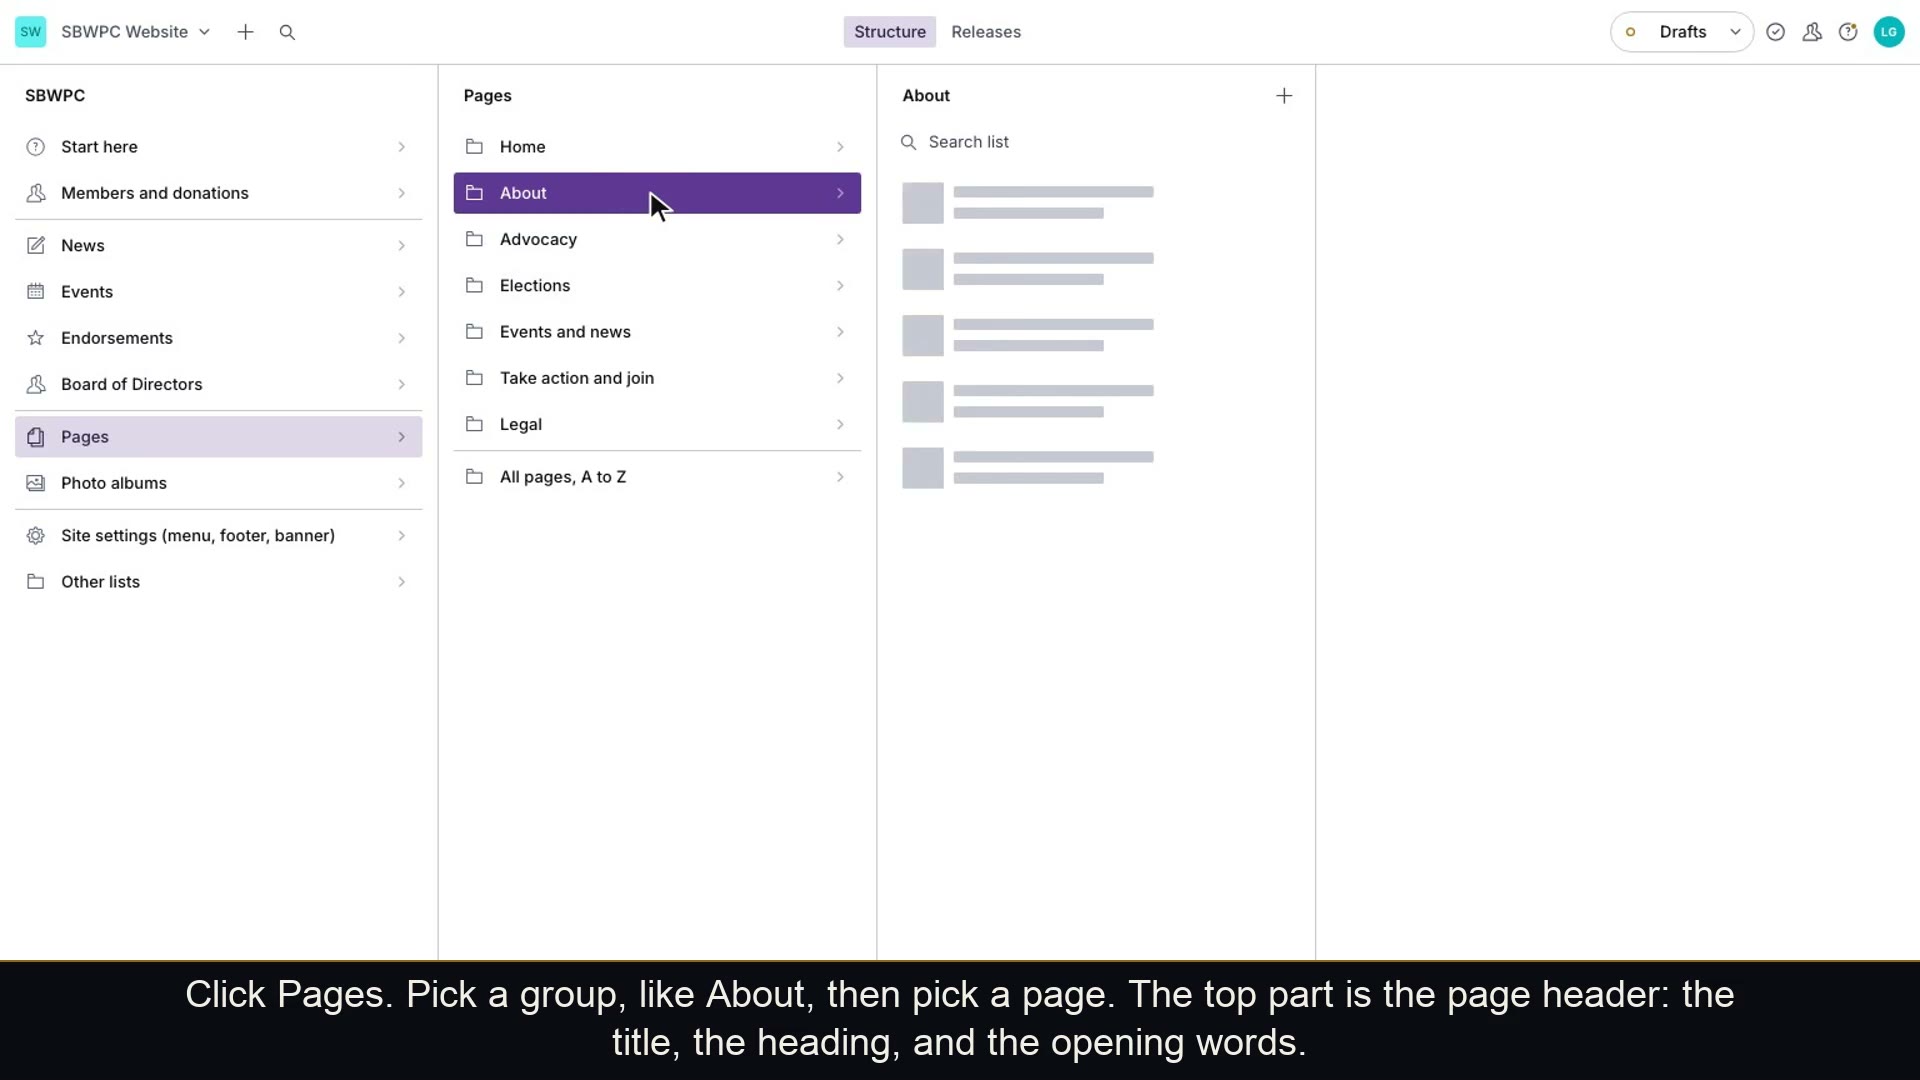 SW SBWPC Website
Structure Releases
Drafts
LG
SBWPC
Start here
Members and donations
News
Events
Endorsements
Board of Directors
Pages
Photo albums
Site settings (menu, footer, banner)
Other lists
Pages
Home
About
Advocacy
Elections
Events and news
Take action and join
Legal
All pages, A to Z
About
Search list
Click Pages. Pick a group, like About, then pick a page. The top part is the page header: the
title, the heading, and the opening words.